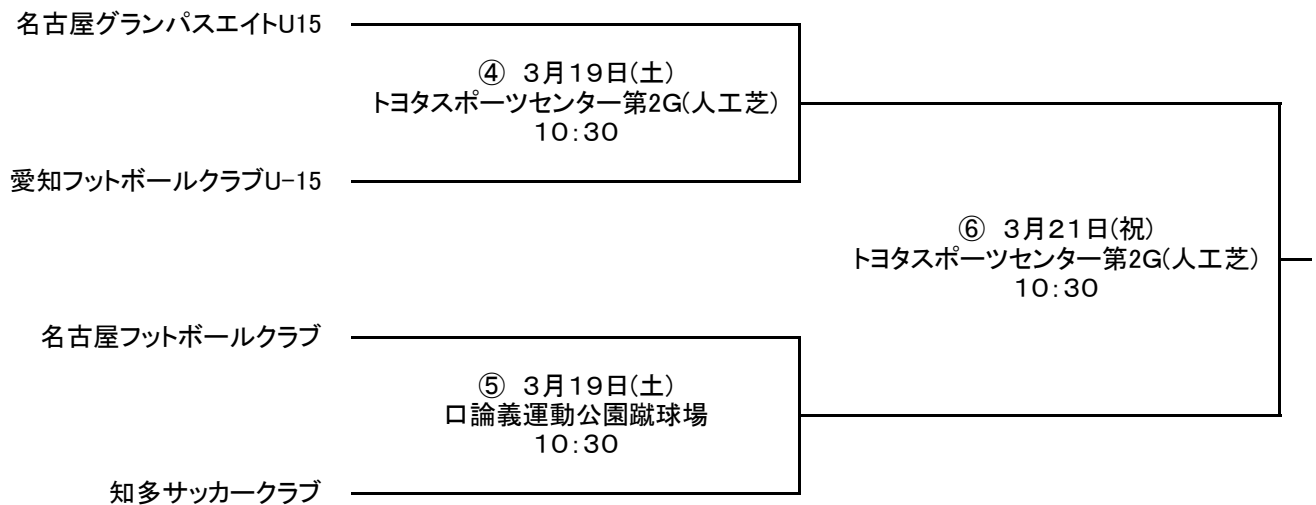 名古屋グランパスエイトU15
④ 3月19日(土)
トヨタスポーツセンター第2G(人工芝)
10:30
愛知フットボールクラブU-15
⑥ 3月21日(祝)
トヨタスポーツセンター第2G(人工芝)
10:30
名古屋フットボールクラブ
⑤ 3月19日(土)
口論義運動公園蹴球場
10:30
知多サッカークラブ